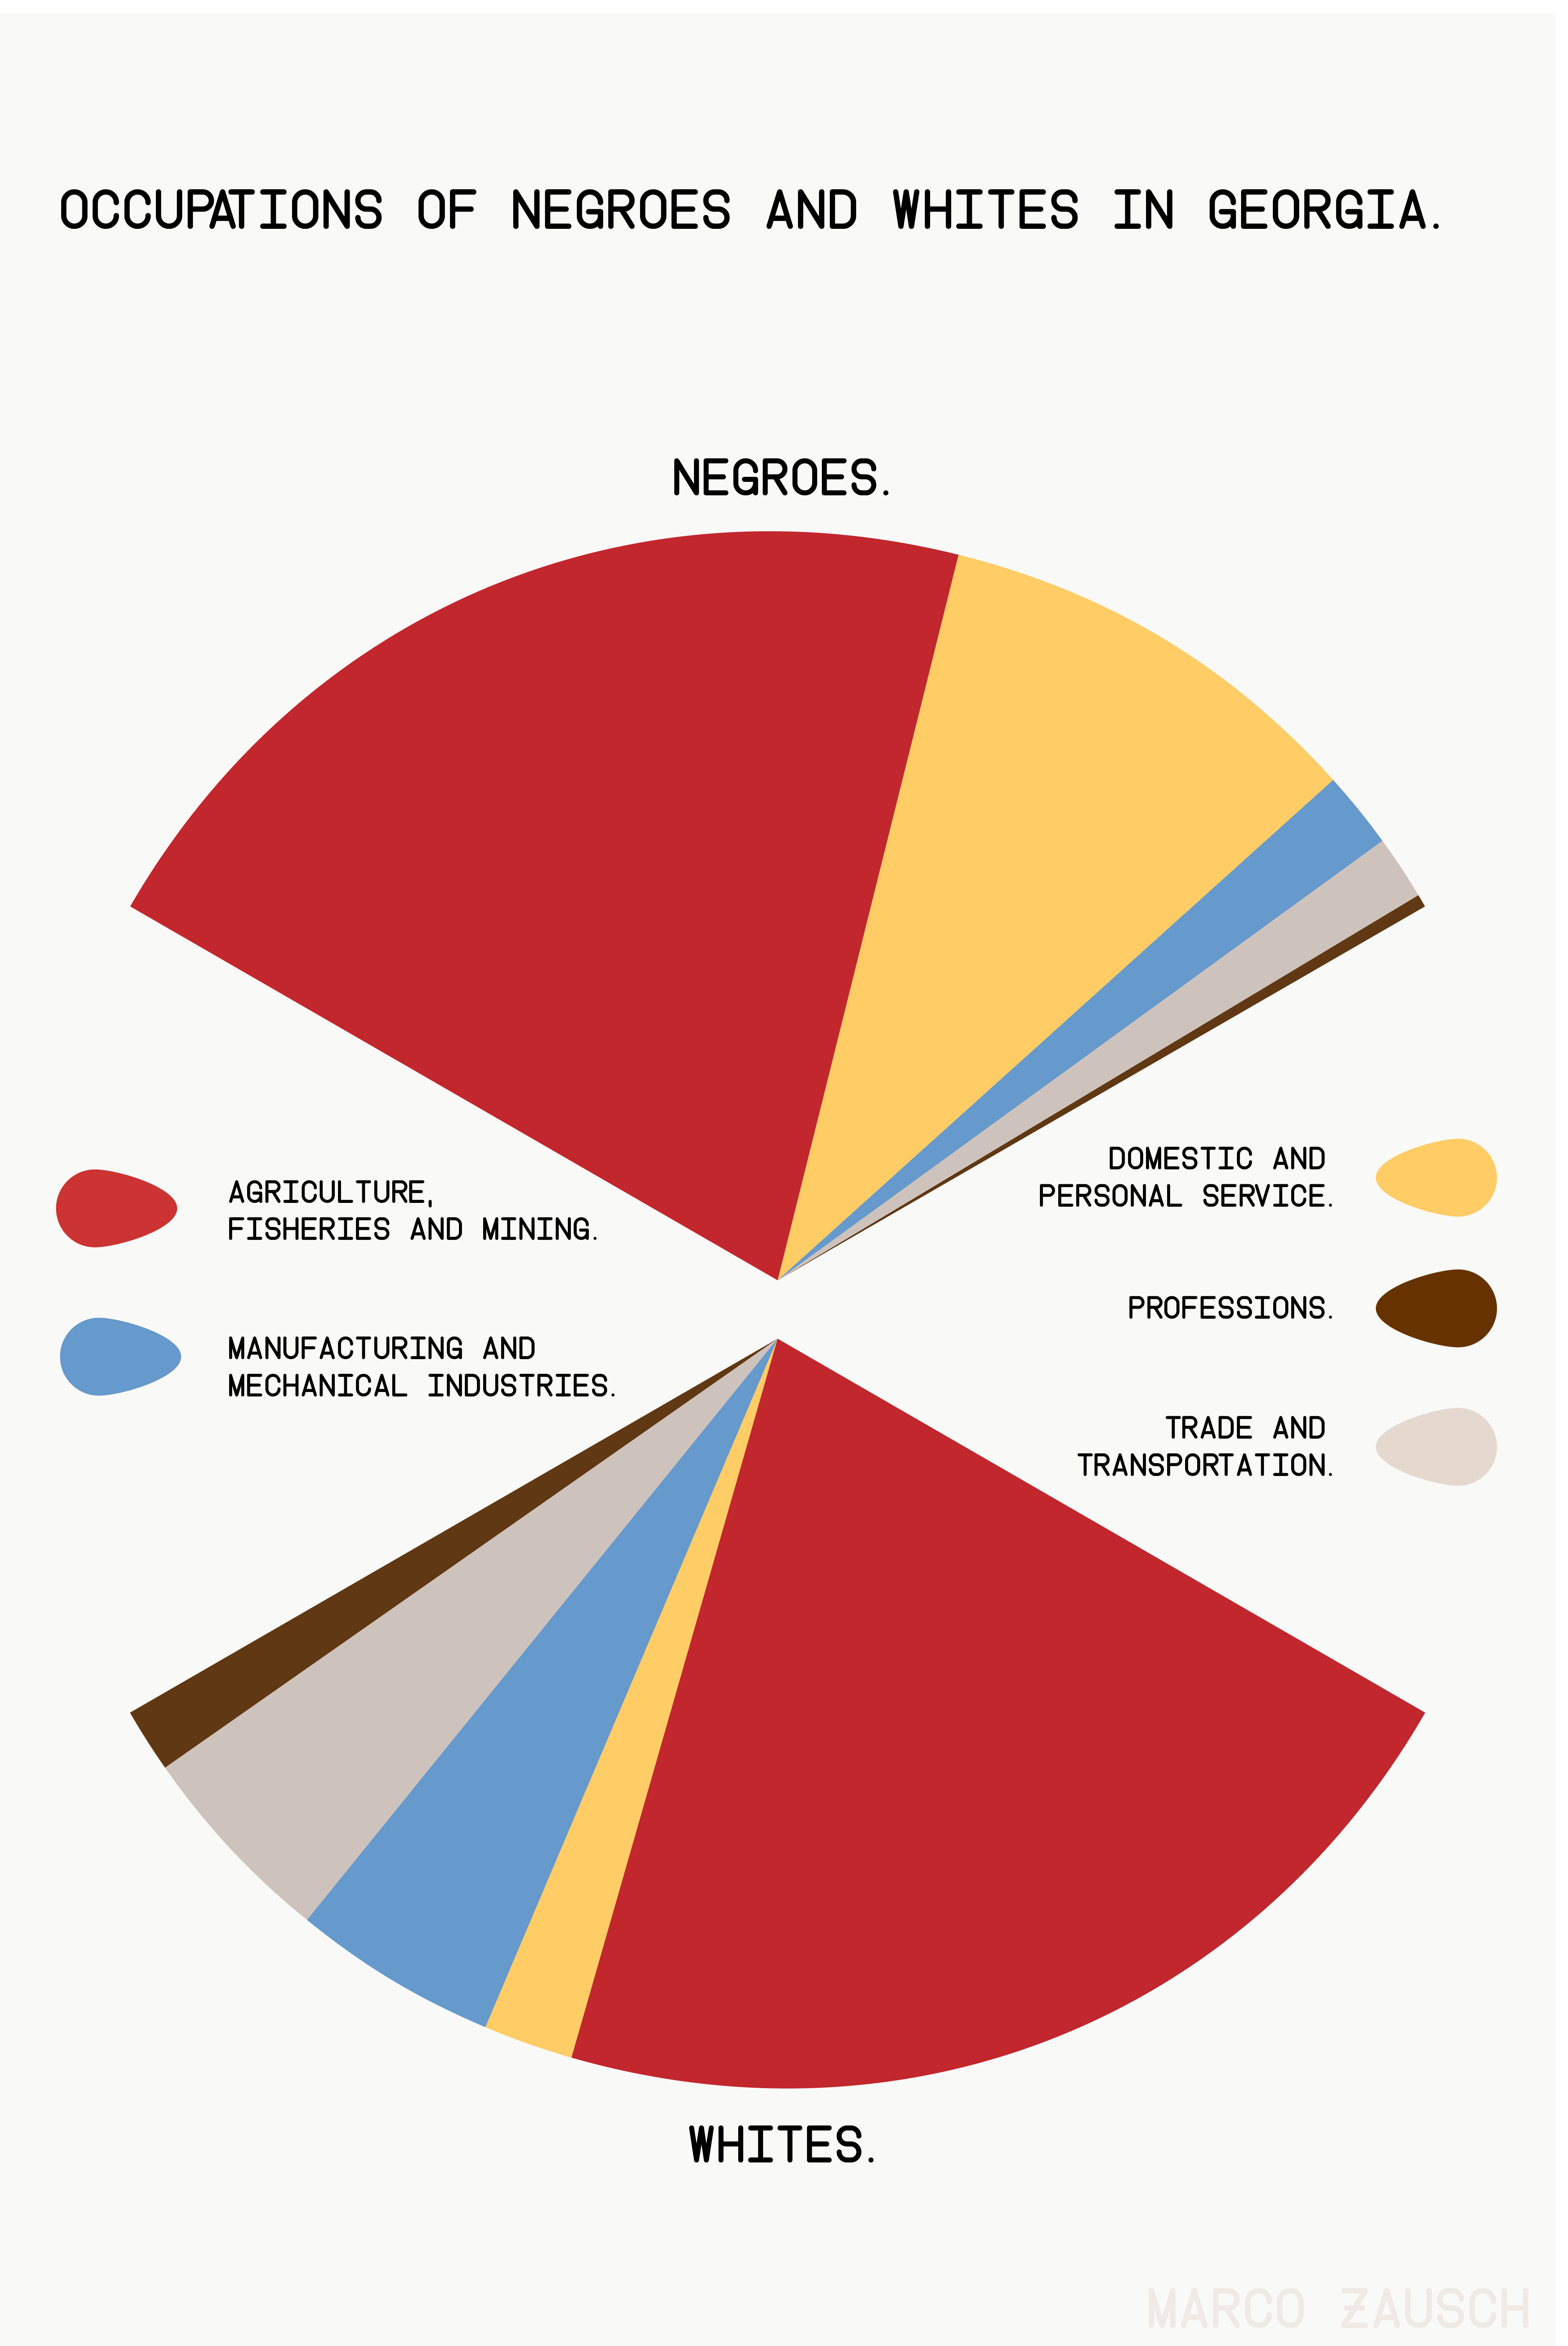 OCCUPATIONS OF NEGROES AND WHITES IN GEORGIA.
NEGROES.
AGRICULTURE,
FISHERIES AND MINING.
MANUFACTURING AND
MECHANICAL INDUSTRIES.
DOMESTIC AND
PERSONAL SERVICE.
PROFESSIONS.
TRADE AND
TRANSPORTATION.
WHITES.
MARCO ZAUSCH